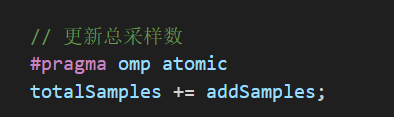 // 更新总采样数
#pragma omp atomic
totalSamples += addSamples;